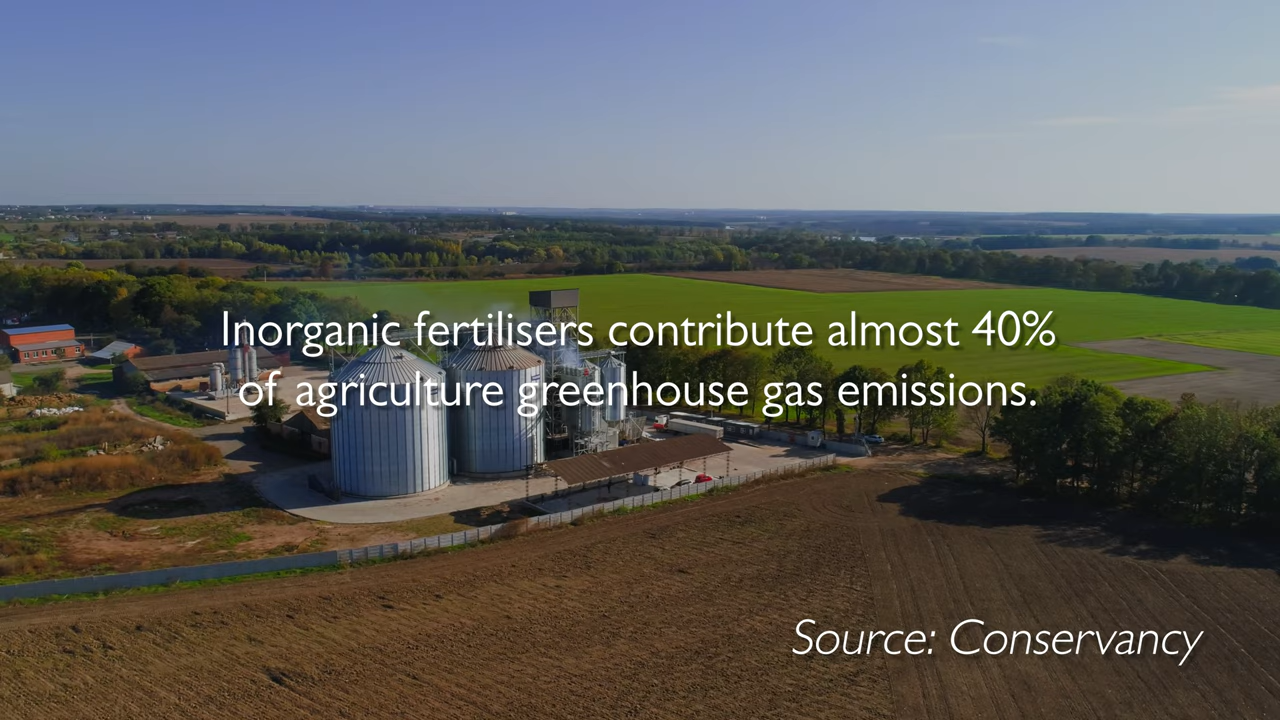 Inorganic fertilisers contribute almost 40%
of agriculture greenhouse gas emissions.
Source: Conservancy